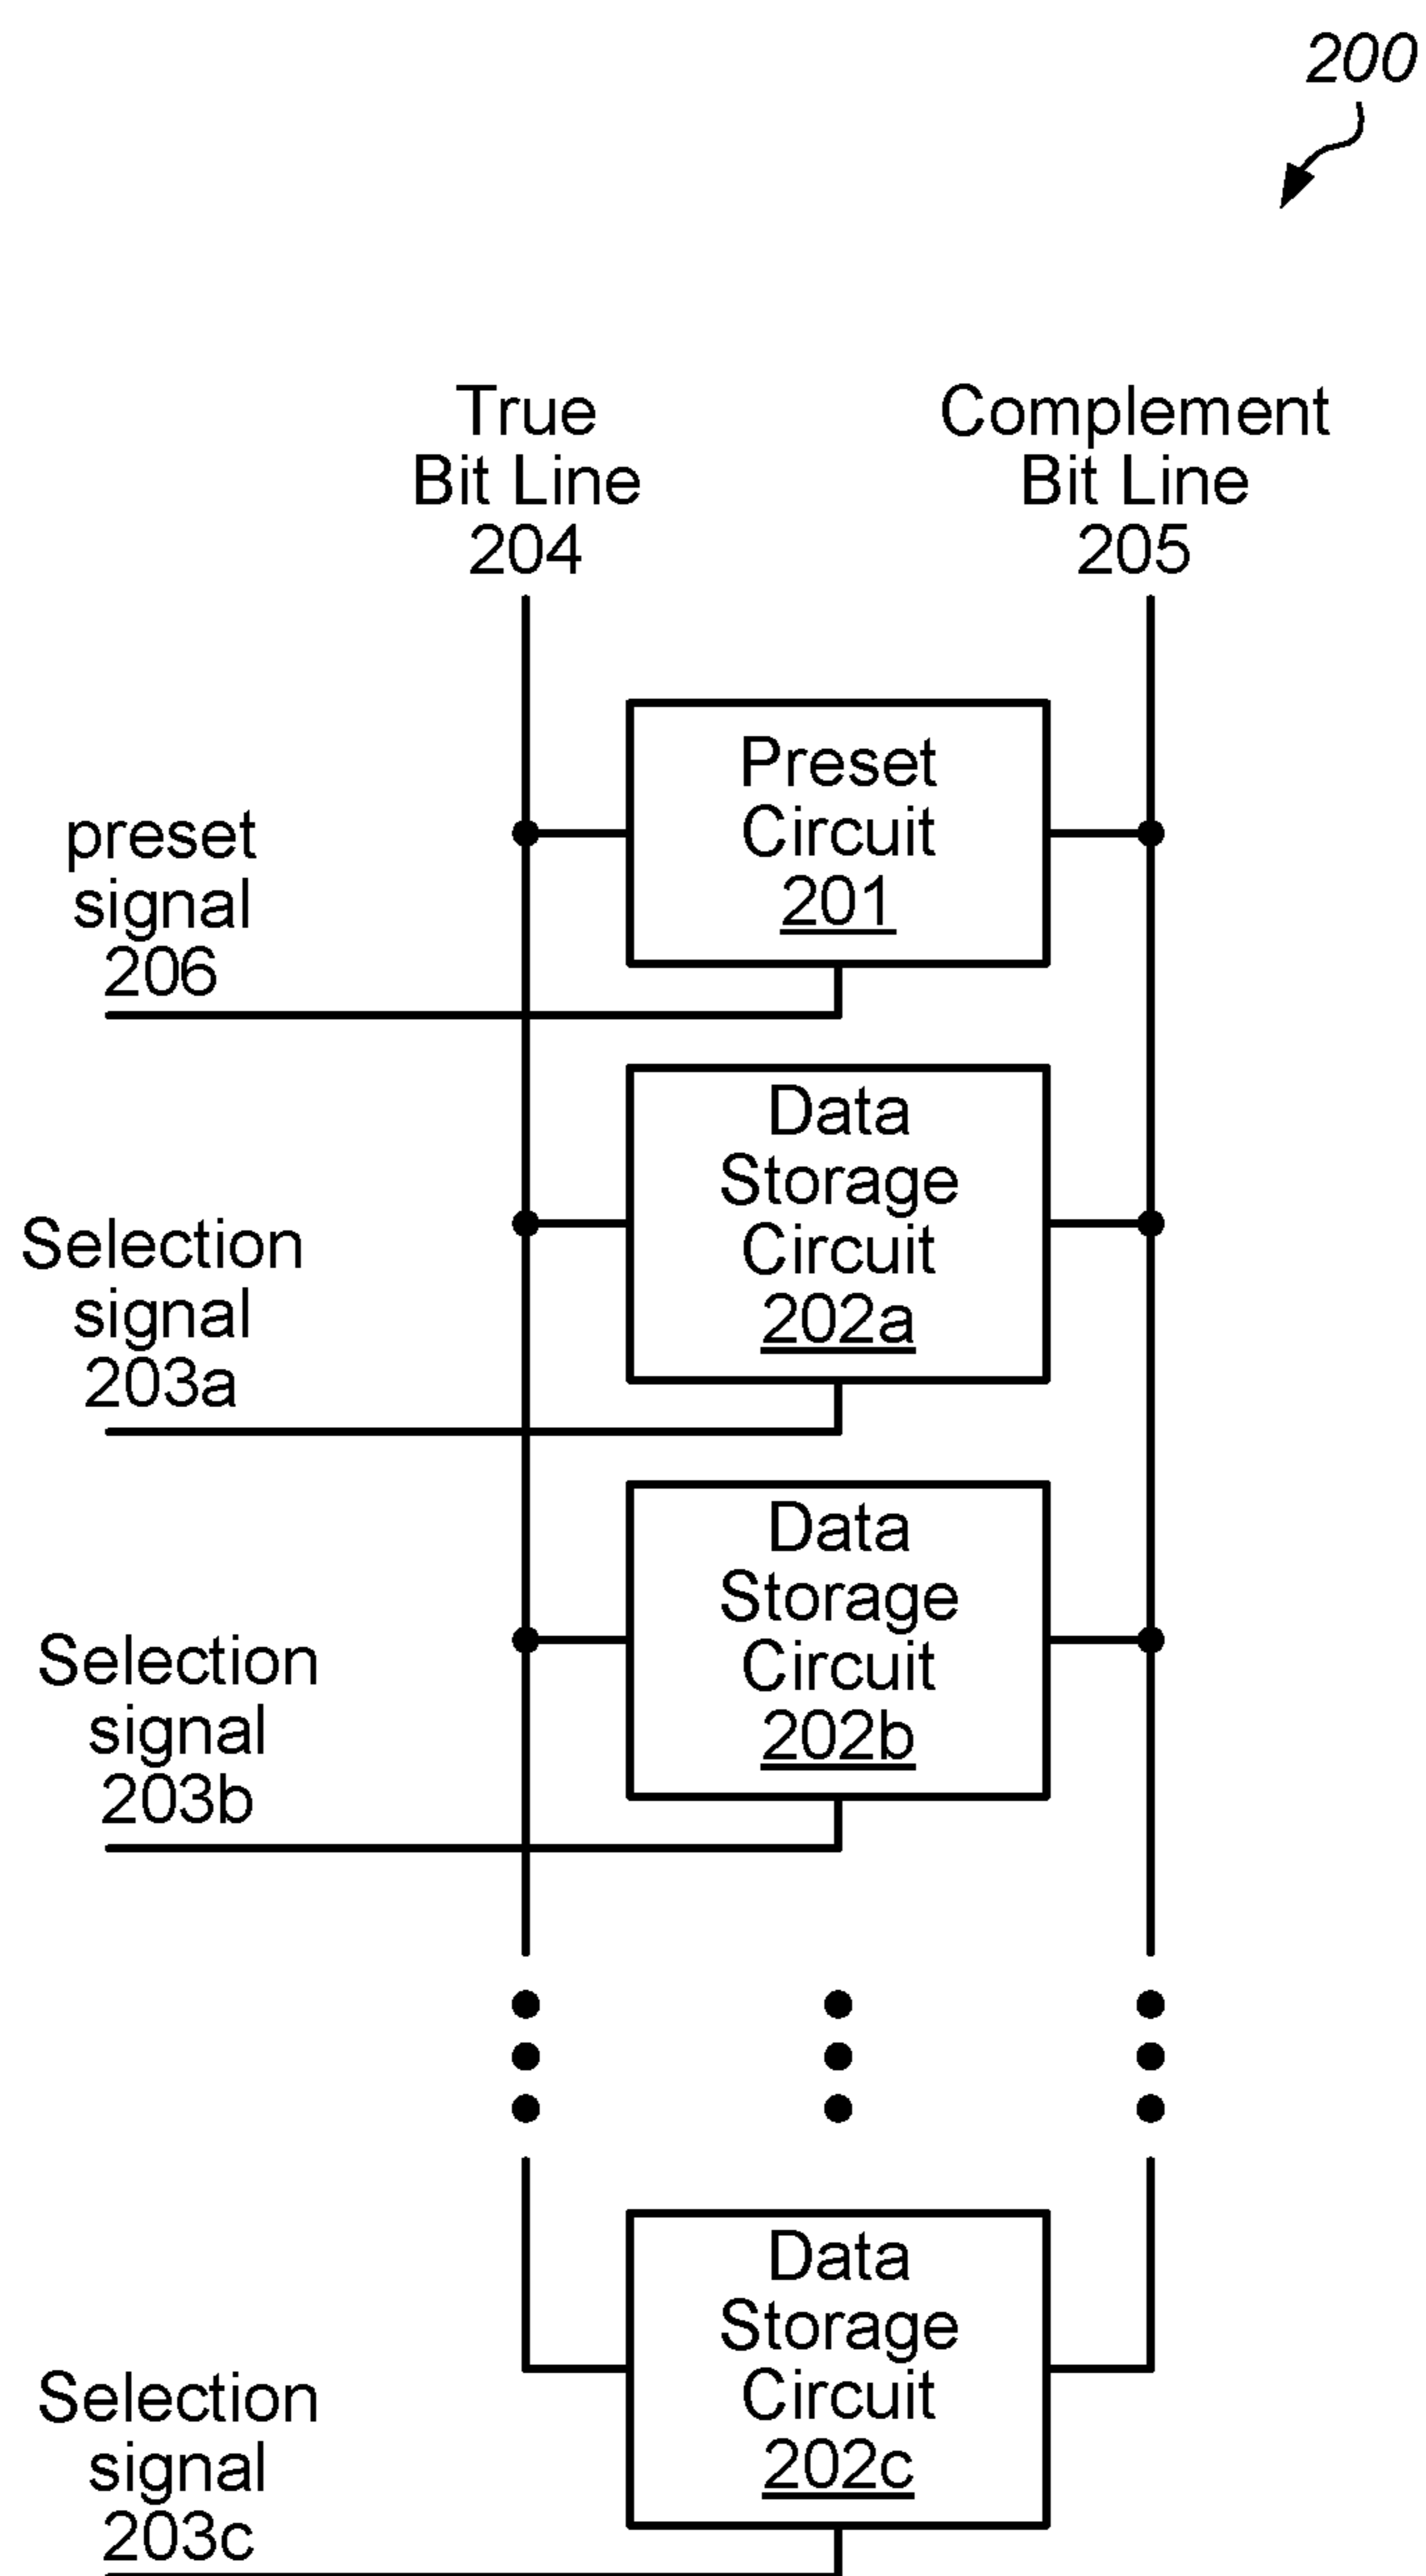 200
True
Bit Line
204
Complement
Bit Line
205
Preset
Circuit
201
preset
signal
206
Data
Storage
Circuit
202a
Selection
signal
203a
Data
Storage
Circuit
202b
Selection
signal
203b
Data
Storage
Circuit
202c
Selection
signal
203c